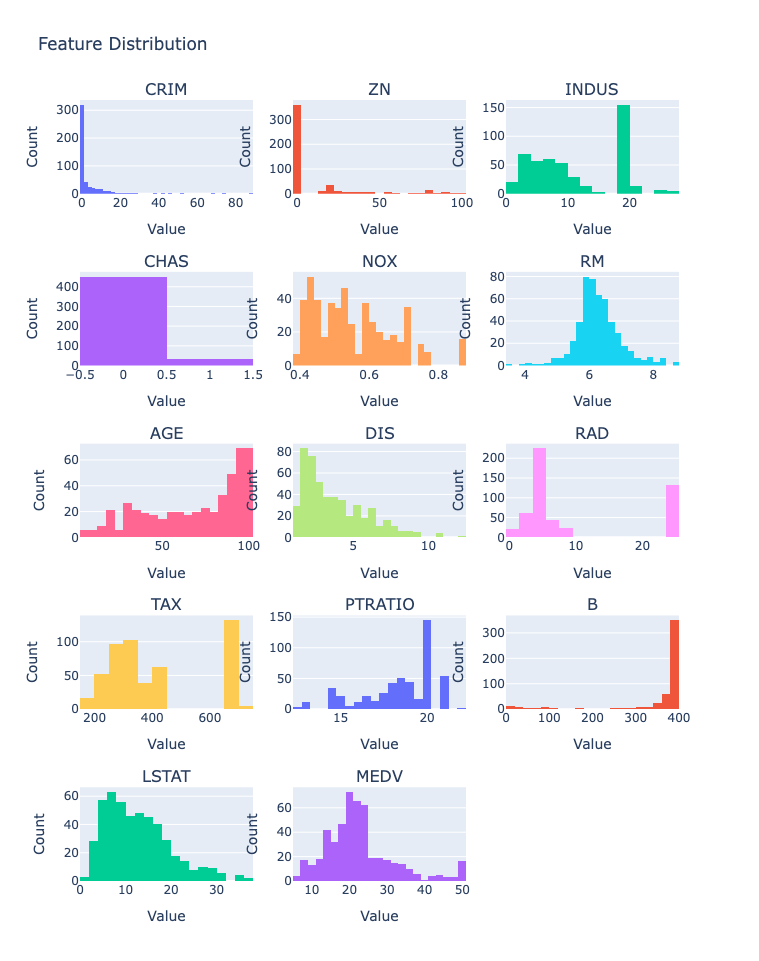 Feature Distribution
CRIM ZN INDUS
Count 300 200 100 0 Count 300 200 100 0 Count 150 100 50 0
0 20 40 60 80 0 50 100 0 10 20
Value Value Value
CHAS NOX RM
Count 400 300 200 100 0 Count 40 20 0 Count 80 60 40 20 0
−0.5 0 0.5 1 1.5 0.4 0.6 0.8 4 6 8
Value Value Value
AGE DIS RAD
Count 60 40 20 0 Count 80 60 40 20 0 Count 200 150 100 50 0
50 100 5 10 0 10 20
Value Value Value
TAX PTRATIO B
Count 100 50 0 Count 150 100 50 0 Count 300 200 100 0
200 400 600 15 20 0 100 200 300 400
Value Value Value
LSTAT MEDV
Count 60 40 20 0 Count 60 40 20 0
0 10 20 30 10 20 30 40 50
Value Value